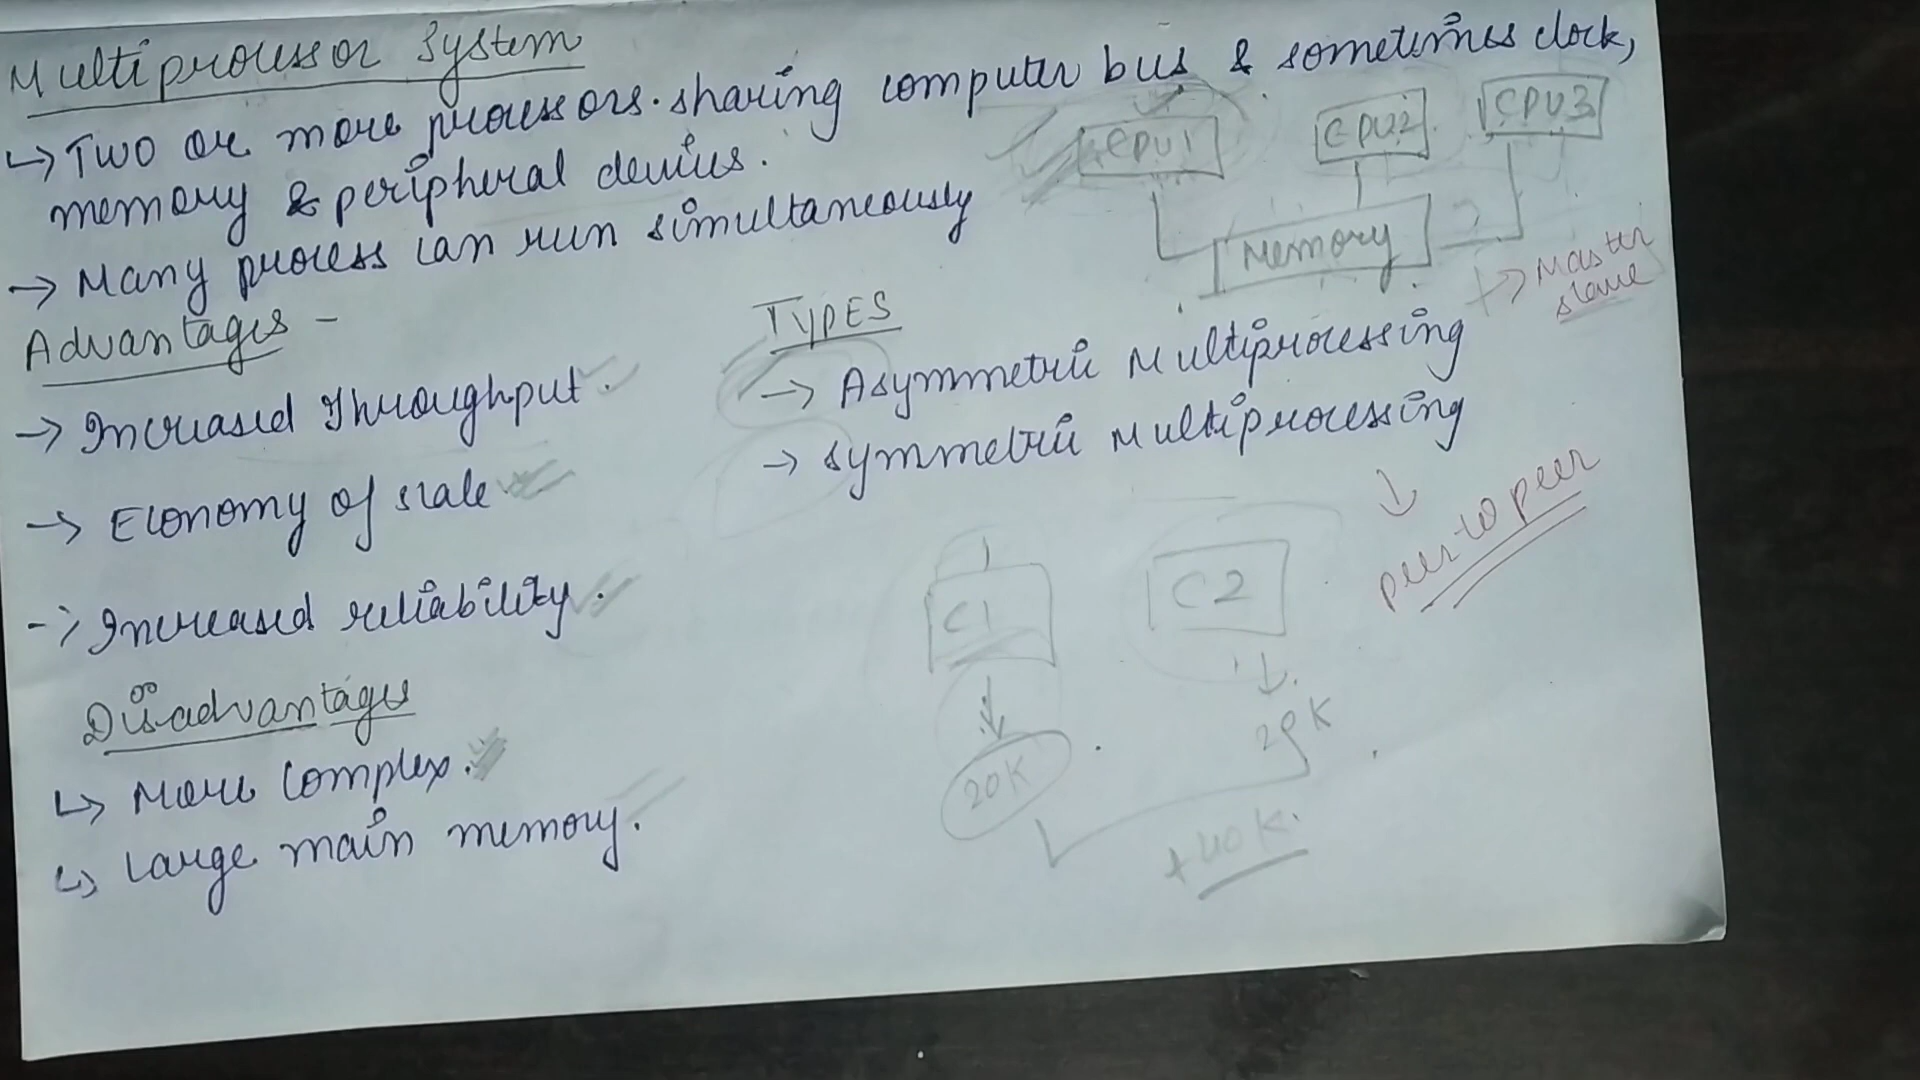 Multiprocessor System
↳ Two or more processors. sharing computer bus & sometimes clock,
memory & peripheral devices.
→ Many process can run simultaneously
CPU1
CPU2
CPU3
Memory
Advantages -
→ Increased Throughput.
→ Economy of scale
→ Increased reliability.
Disadvantages
↳ More Complex.
↳ Large main memory.
TYPES
→ Asymmetric Multiprocessing
→ Master
slave
→ Symmetric Multiprocessing
↓
peer-to peer
C1
C2
20K
20K
+40K.